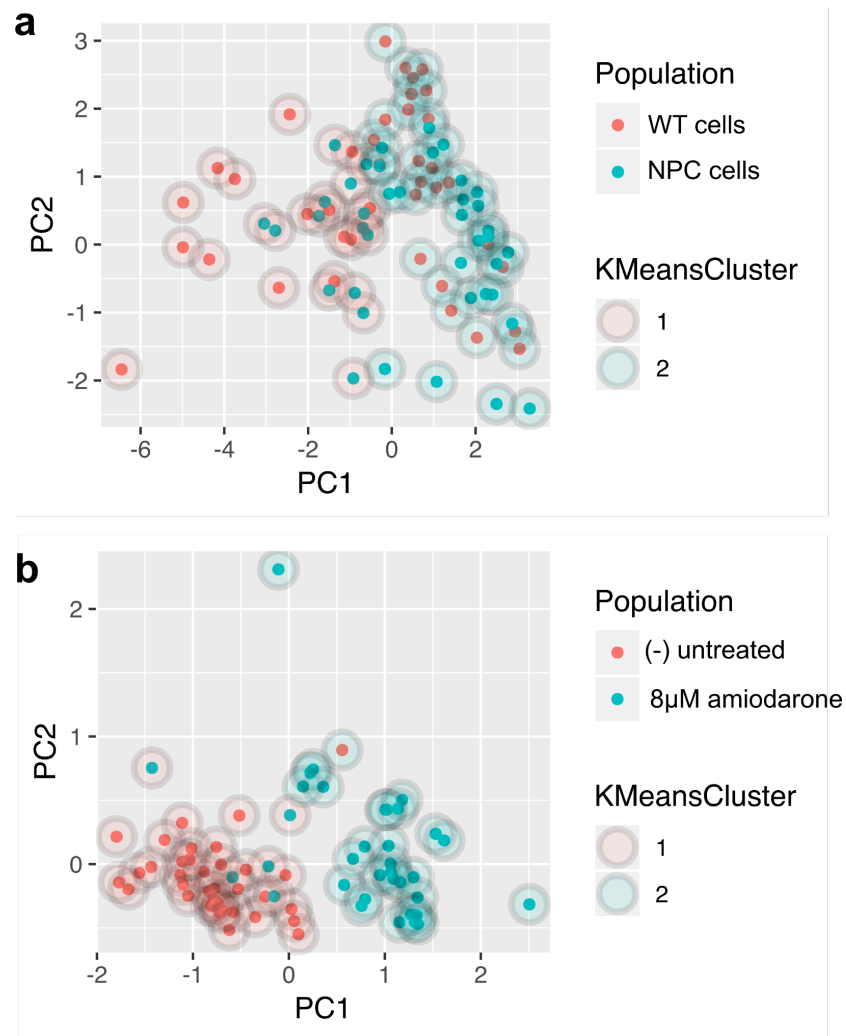 a
3
2
1
0
-1
-2
PC2
-6
-4
-2
0
2
PC1
Population
WT cells
NPC cells
KMeansCluster
1
2
b
2
1
0
PC2
-2
-1
0
1
2
PC1
Population
(-) untreated
8μM amiodarone
KMeansCluster
1
2